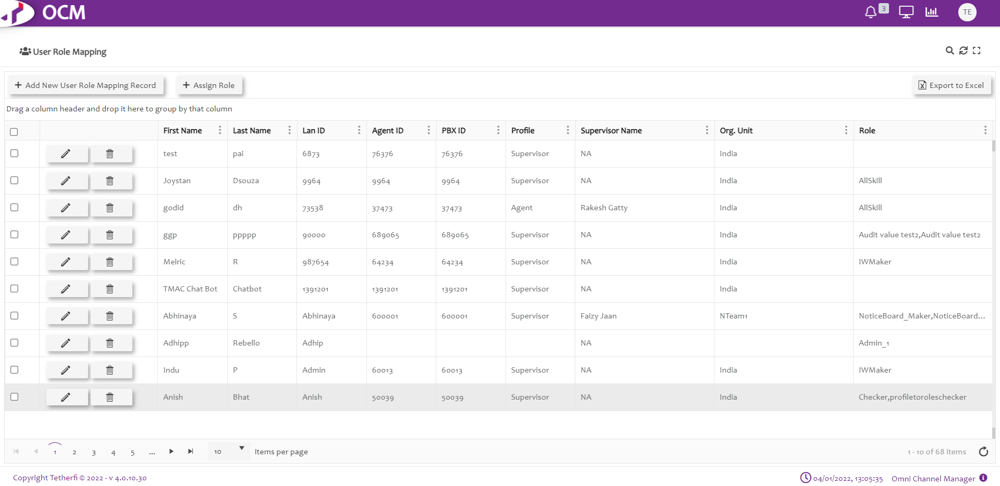 OCM
3
TE
User Role Mapping
+ Add New User Role Mapping Record + Assign Role Export to Excel
Drag a column header and drop it here to group by that column
First Name Last Name Lan ID Agent ID PBX ID Profile Supervisor Name Org. Unit Role
test pai 6873 76376 76376 Supervisor NA India
Joystan Dsouza 9964 9964 9964 Supervisor NA India AllSkill
godid dh 73538 37473 37473 Agent Rakesh Gatty India AllSkill
ggp ppppp 90000 689065 689065 Supervisor NA India Audit value test2,Audit value test2
Melric R 987654 64234 64234 Supervisor NA India IWMaker
TMAC Chat Bot Chatbot 1391201 1391201 1391201 Supervisor NA India
Abhinaya S Abhinaya 600001 600001 Supervisor Faizy Jaan NTeam1 NoticeBoard_Maker,NoticeBoard...
Adhipp Rebello Adhip NA Admin_1
Indu P Admin 60013 60013 Supervisor NA India IWMaker
Anish Bhat Anish 50039 50039 Supervisor NA India Checker,profiletoroleschecker
1 2 3 4 5 ... 10 items per page 1 - 10 of 68 items
Copyright Tetherfi © 2022 - v 4.0.10.30 04/01/2022, 13:05:35 Omni Channel Manager